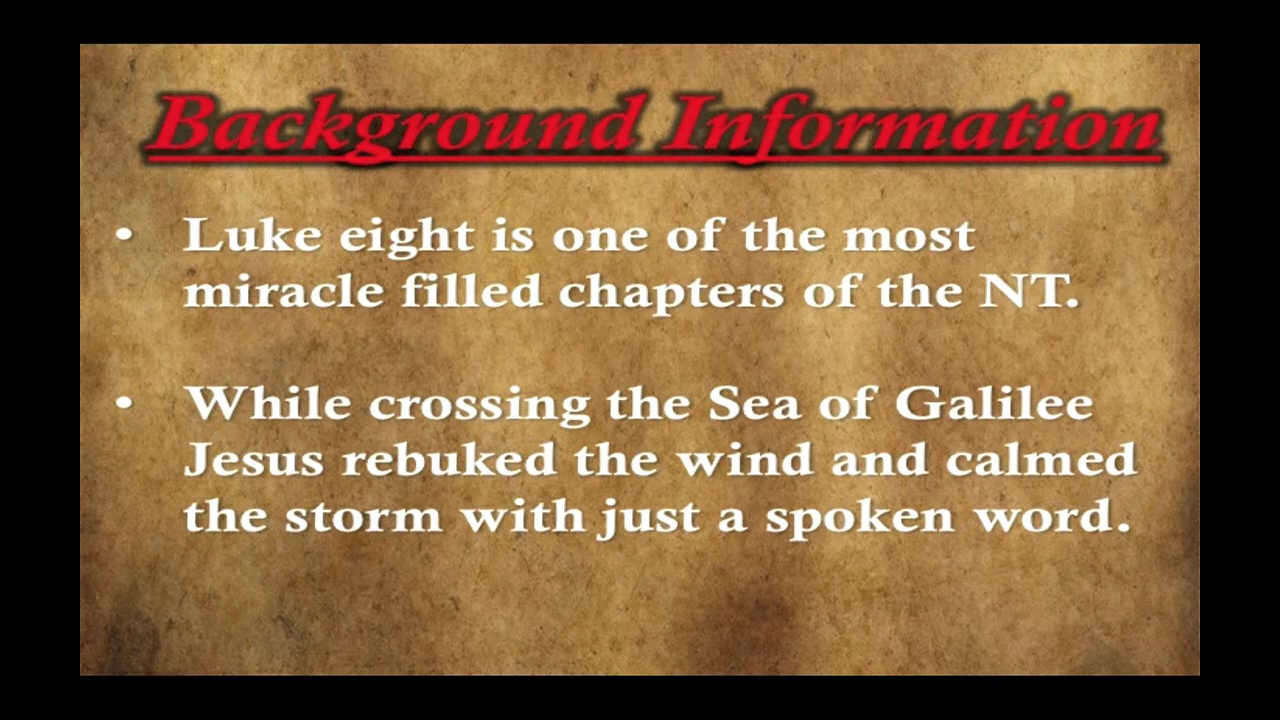 Background Information
• Luke eight is one of the most
miracle filled chapters of the NT.
• While crossing the Sea of Galilee
Jesus rebuked the wind and calmed
the storm with just a spoken word.